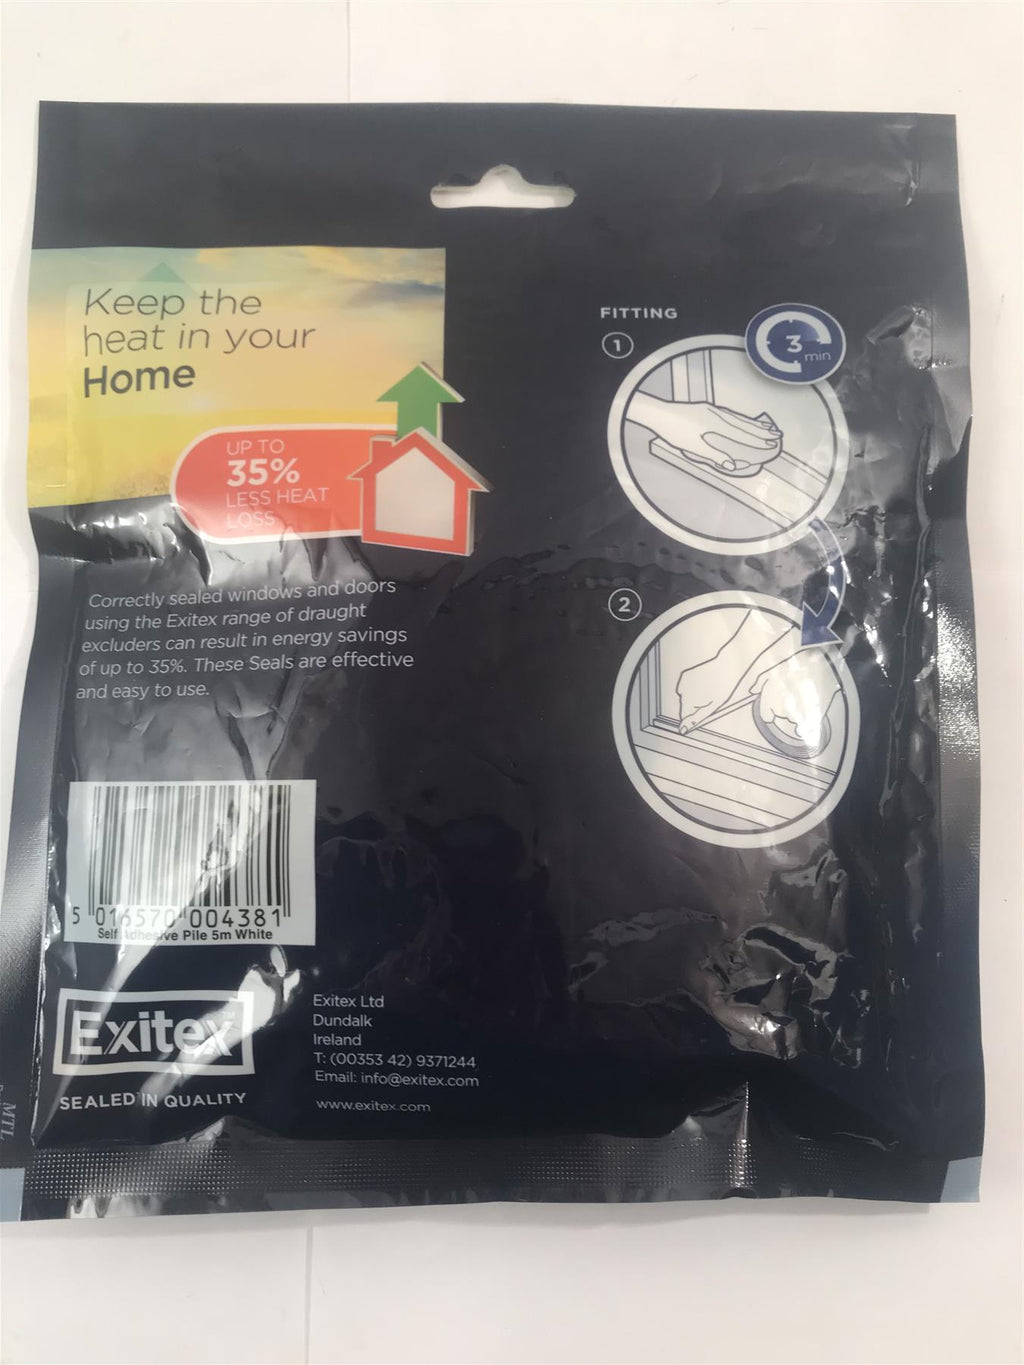 Keep the
heat in your
Home
UP TO
35%
LESS HEAT
LOSS
Correctly sealed windows and doors
using the Exitex range of draught
excluders can result in energy savings
of up to 35%. These Seals are effective
and easy to use.
FITTING
1
3 min
2
5 016570 004381
Self Adhesive Pile 5m White
Exitex™
SEALED IN QUALITY
Exitex Ltd
Dundalk
Ireland
T: (00353 42) 9371244
Email: info@exitex.com
www.exitex.com
MTL